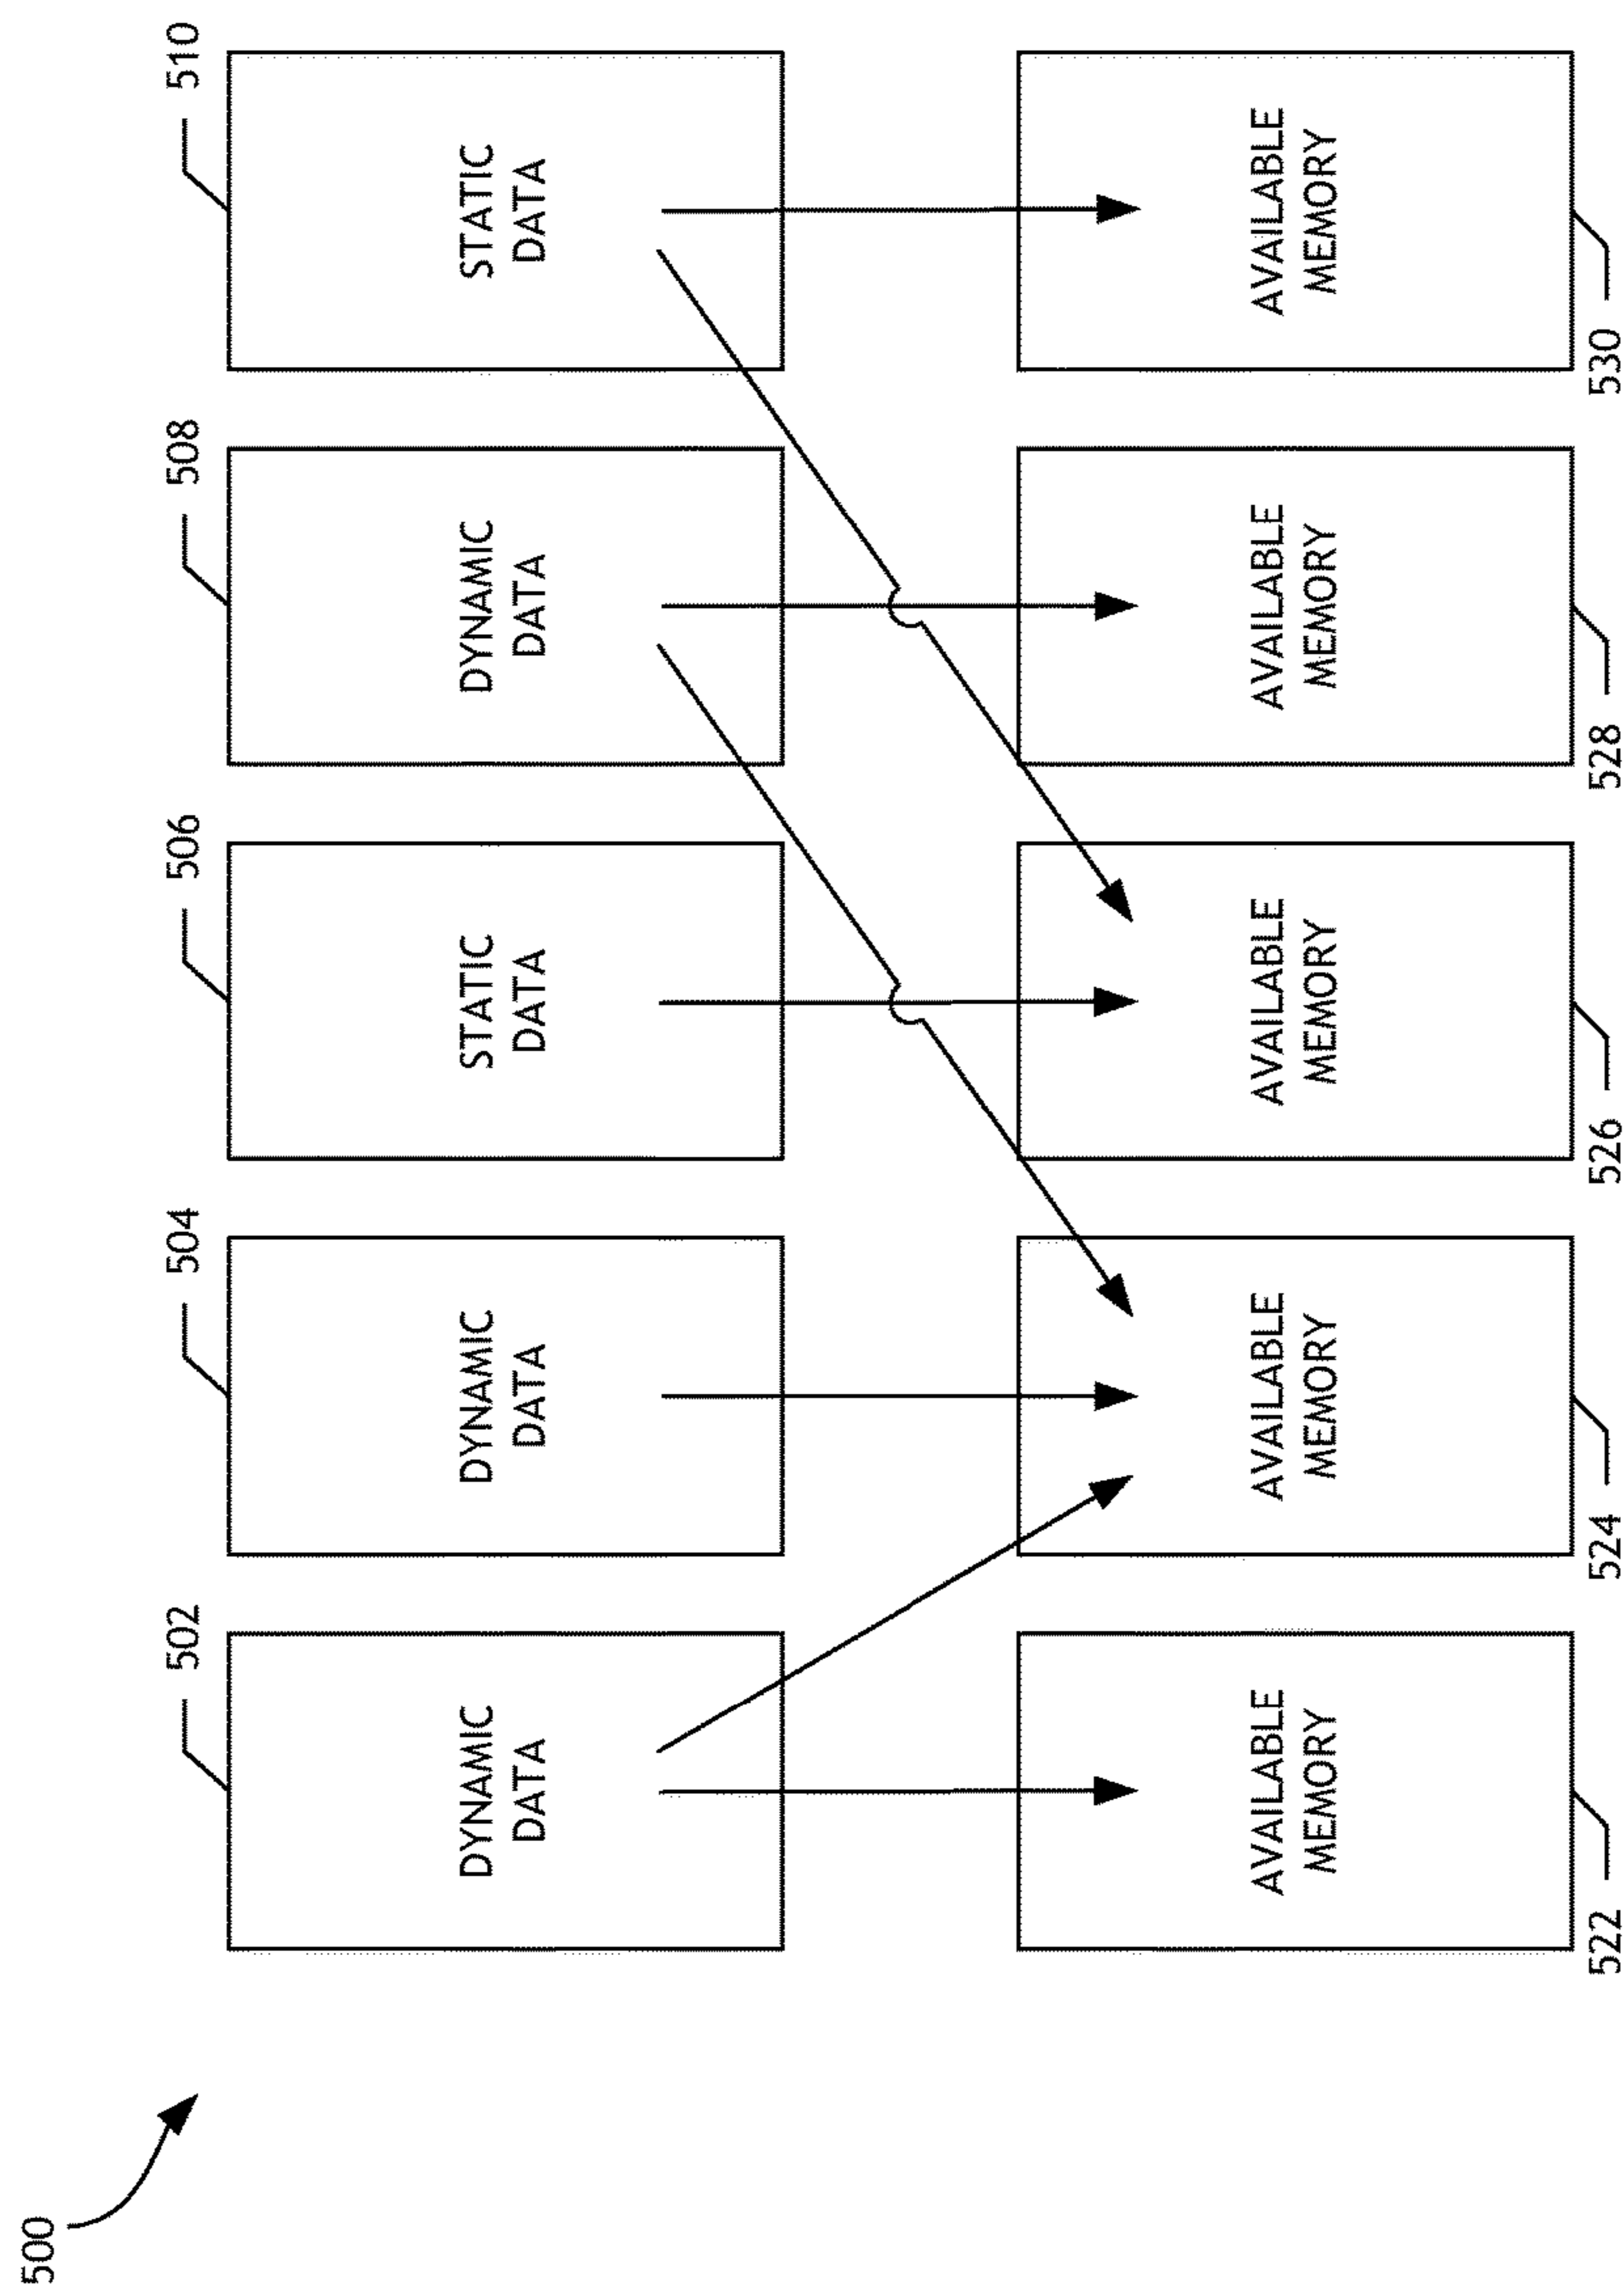 500
502
DYNAMIC
DATA
504
DYNAMIC
DATA
506
STATIC
DATA
508
DYNAMIC
DATA
510
STATIC
DATA
AVAILABLE
MEMORY
522
AVAILABLE
MEMORY
524
AVAILABLE
MEMORY
526
AVAILABLE
MEMORY
528
AVAILABLE
MEMORY
530